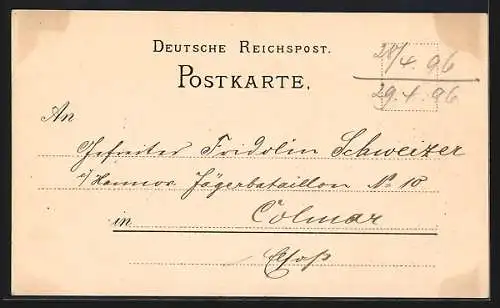 DEUTSCHE REICHSPOST.
POSTKARTE.
28/4. 96
29.4.96
An
Gefreiter Fridolin Schweizer
Hannov. Jägerbataillon No 10
in Colmar
Elsaß